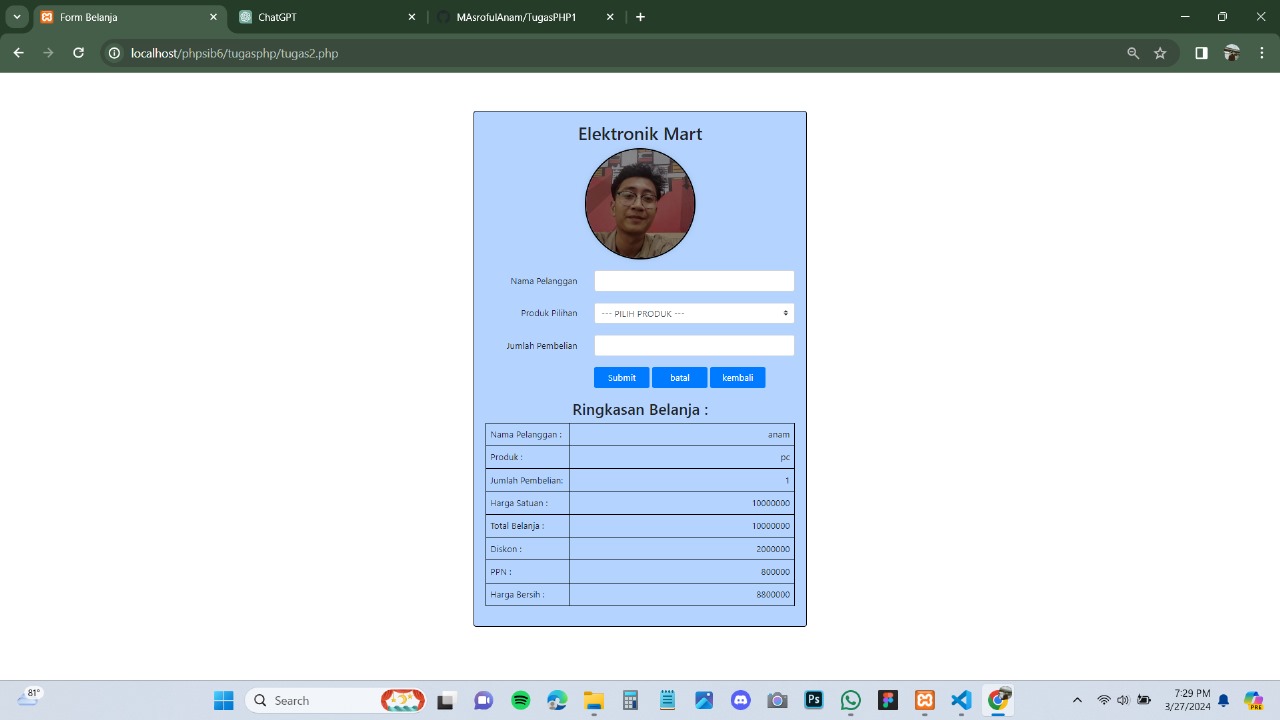 Form Belanja
ChatGPT
MAsrofulAnam/TugasPHP1
localhost/phpsib6/tugasphp/tugas2.php
Elektronik Mart
Nama Pelanggan
Produk Pilihan --- PILIH PRODUK ---
Jumlah Pembelian
Submit batal kembali
Ringkasan Belanja :
Nama Pelanggan : anam
Produk : pc
Jumlah Pembelian: 1
Harga Satuan : 10000000
Total Belanja : 10000000
Diskon : 2000000
PPN : 800000
Harga Bersih : 8800000
81°
Search
Ps
PRE
7:29 PM
3/27/2024